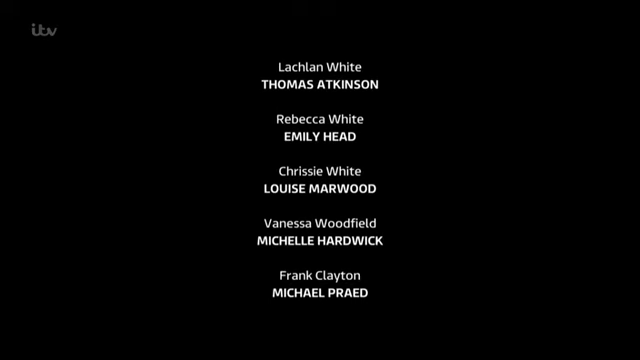 itv
Lachlan White
THOMAS ATKINSON
Rebecca White
EMILY HEAD
Chrissie White
LOUISE MARWOOD
Vanessa Woodfield
MICHELLE HARDWICK
Frank Clayton
MICHAEL PRAED